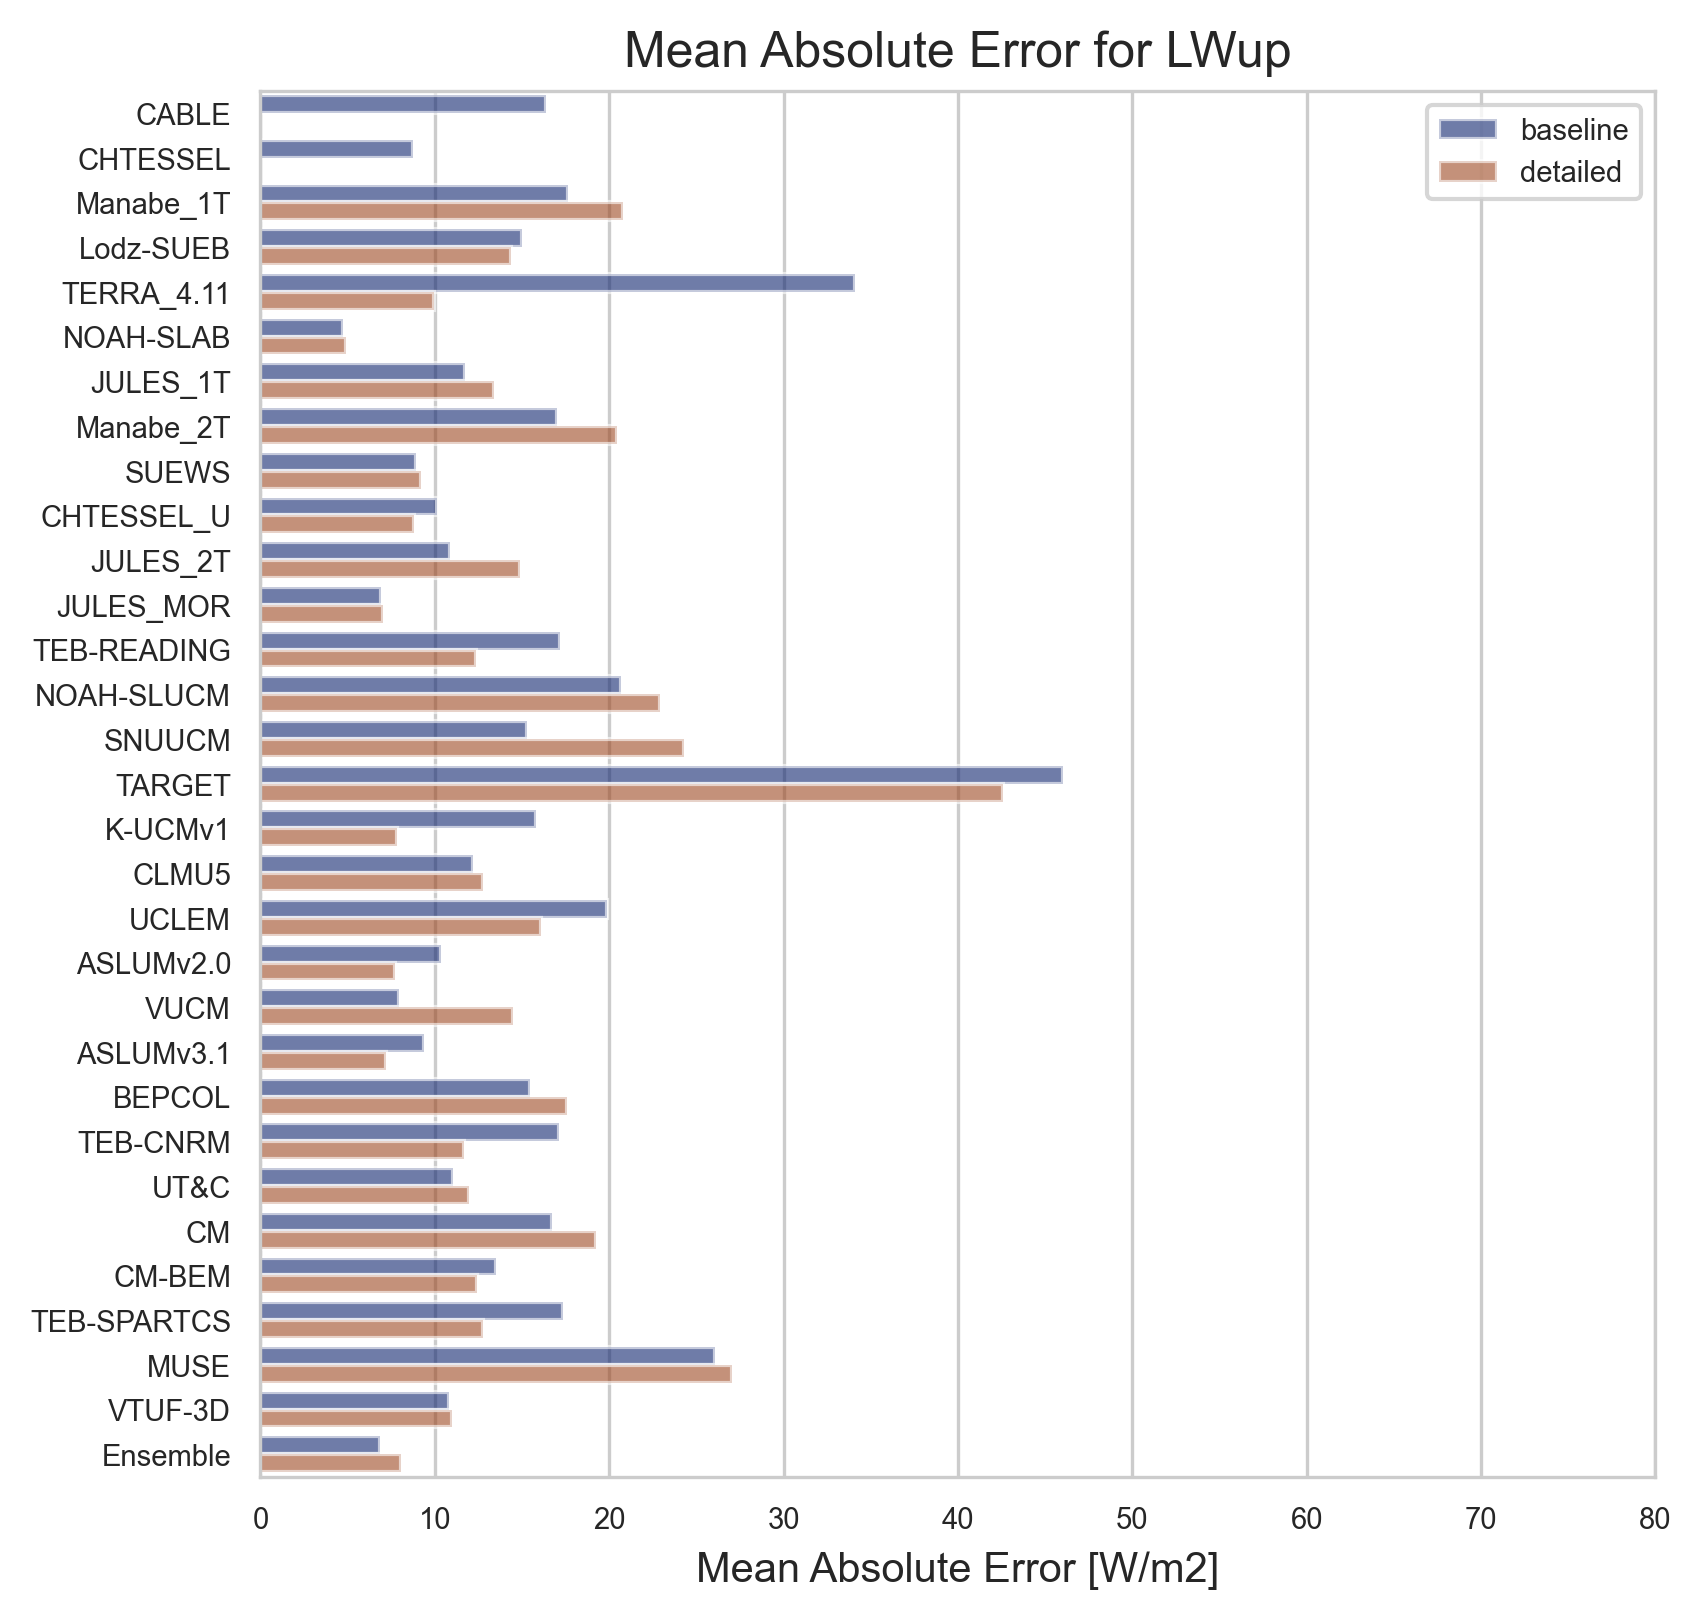 Mean Absolute Error for LWup
baseline
detailed
CABLE
CHTESSEL
Manabe_1T
Lodz-SUEB
TERRA_4.11
NOAH-SLAB
JULES_1T
Manabe_2T
SUEWS
CHTESSEL_U
JULES_2T
JULES_MOR
TEB-READING
NOAH-SLUCM
SNUUCM
TARGET
K-UCMv1
CLMU5
UCLEM
ASLUMv2.0
VUCM
ASLUMv3.1
BEPCOL
TEB-CNRM
UT&C
CM
CM-BEM
TEB-SPARTCS
MUSE
VTUF-3D
Ensemble
0 10 20 30 40 50 60 70 80
Mean Absolute Error [W/m2]